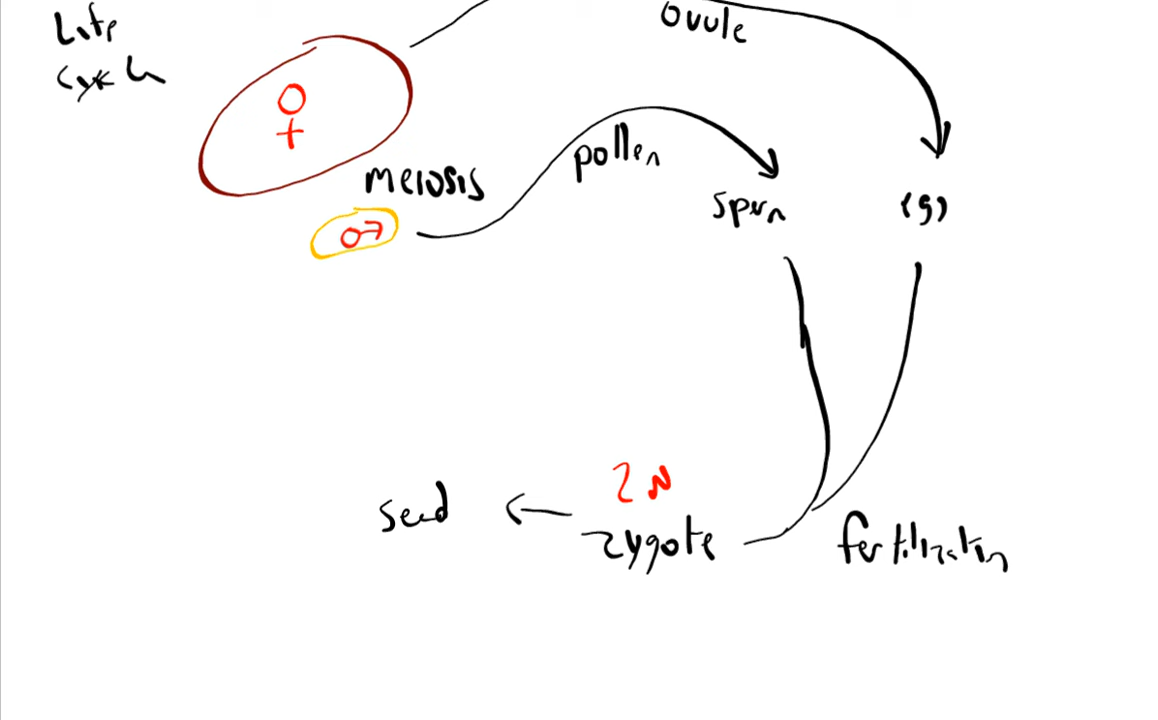 Life
cycle
ovule
pollen
meiosis
sperm
seed
2N
zygote
fertilization